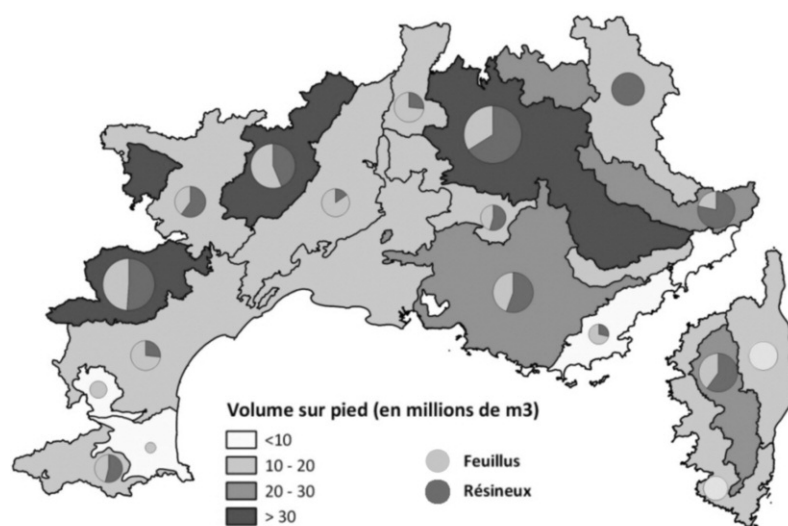 Volume sur pied (en millions de m3)
<10
10 - 20
20 - 30
> 30
Feuillus
Résineux